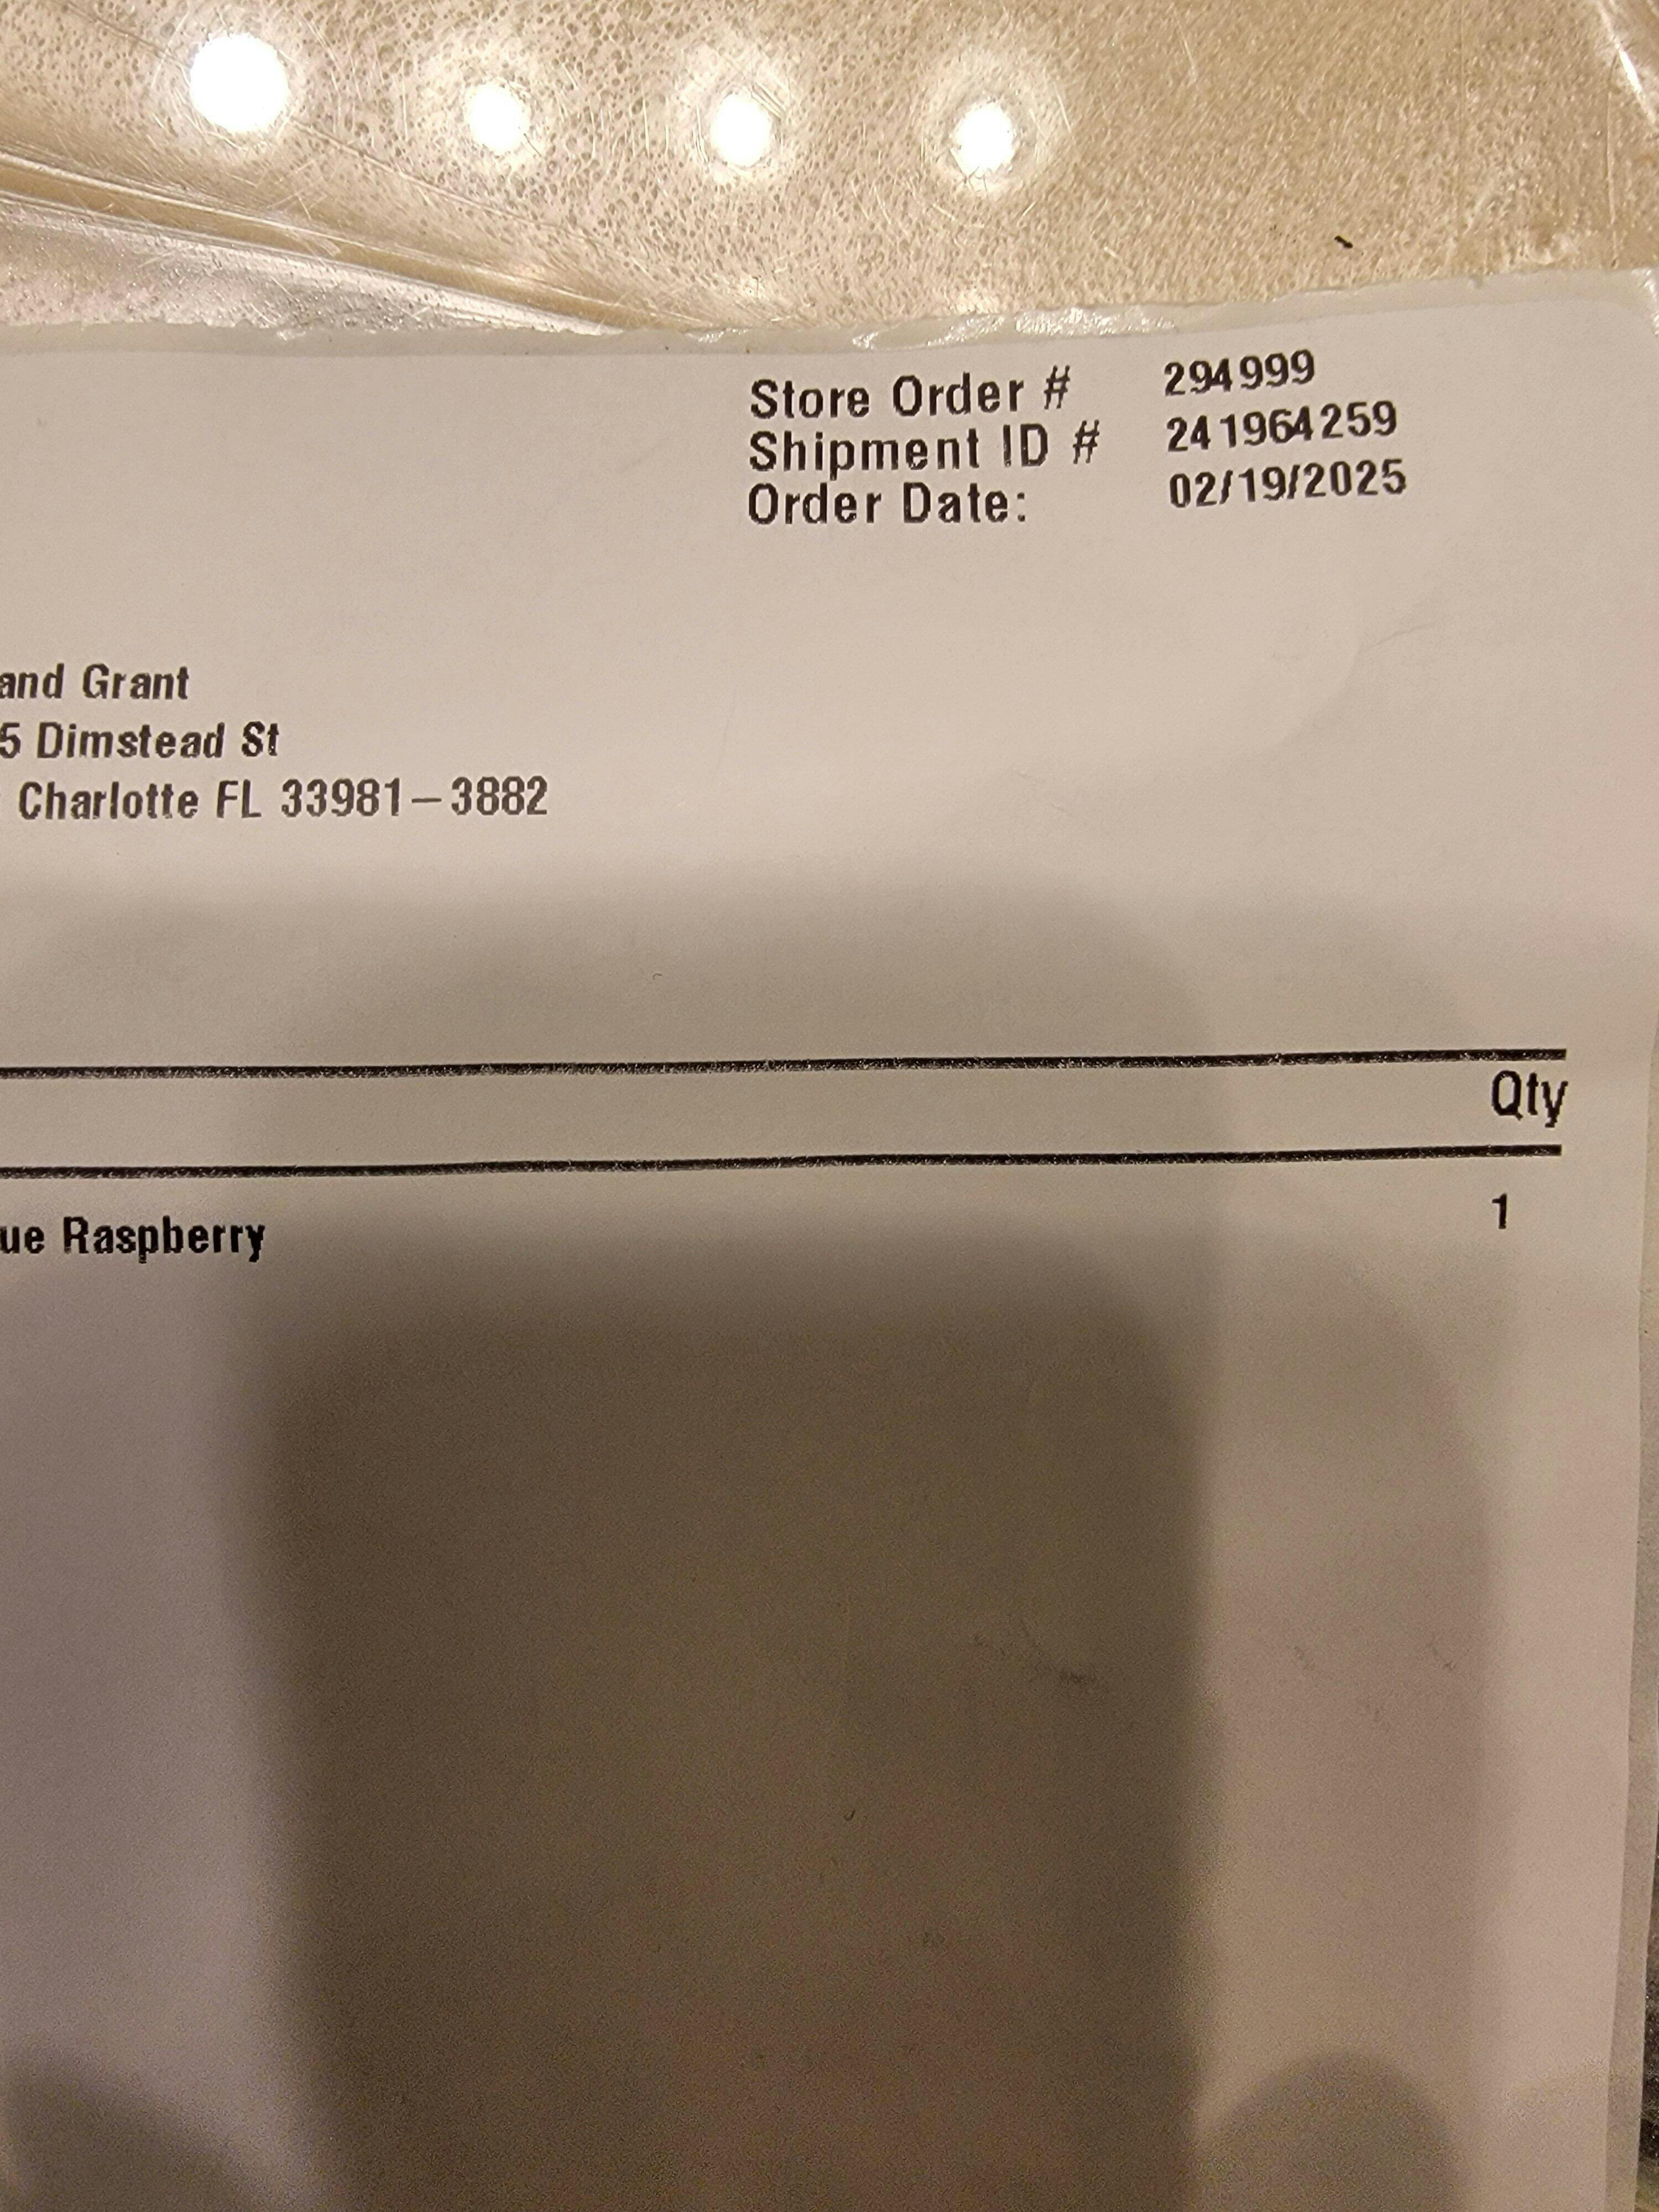 Store Order # 294999
Shipment ID # 241964259
Order Date: 02/19/2025
and Grant
5 Dimstead St
Charlotte FL 33981-3882
Qty
ue Raspberry 1